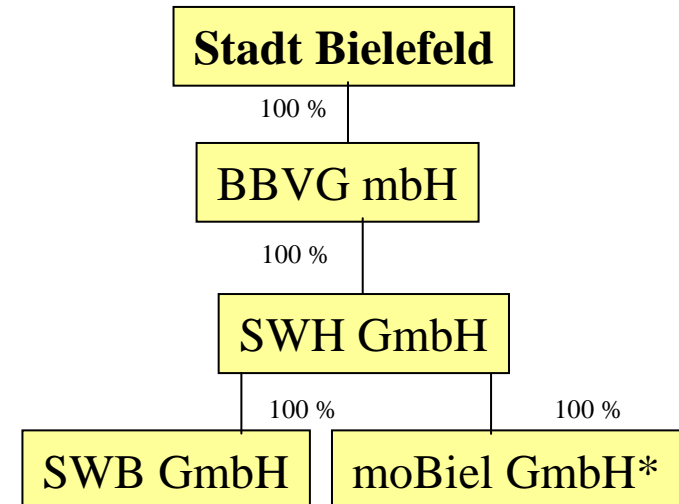 Stadt Bielefeld
100 %
BBVG mbH
100 %
SWH GmbH
100 % 100 %
SWB GmbH moBiel GmbH*